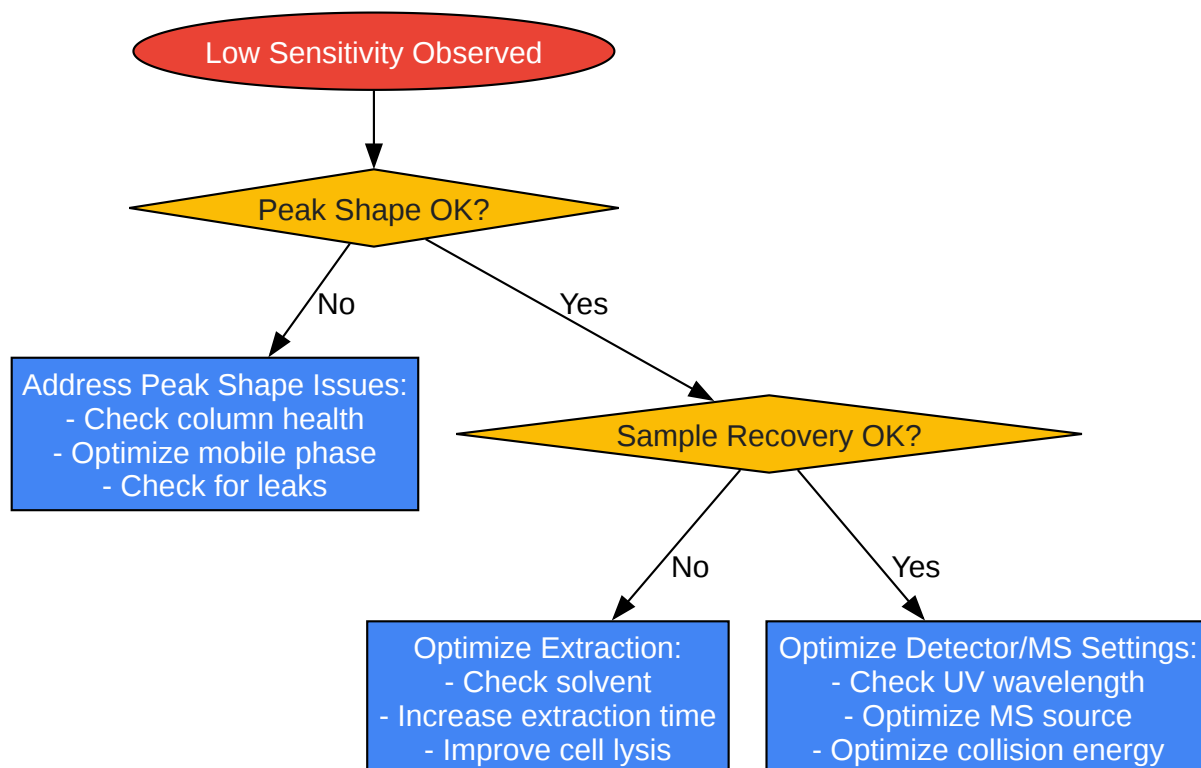 Low Sensitivity Observed
Peak Shape OK?
No
Yes
Address Peak Shape Issues:
- Check column health
- Optimize mobile phase
- Check for leaks
Sample Recovery OK?
No
Yes
Optimize Extraction:
- Check solvent
- Increase extraction time
- Improve cell lysis
Optimize Detector/MS Settings:
- Check UV wavelength
- Optimize MS source
- Optimize collision energy